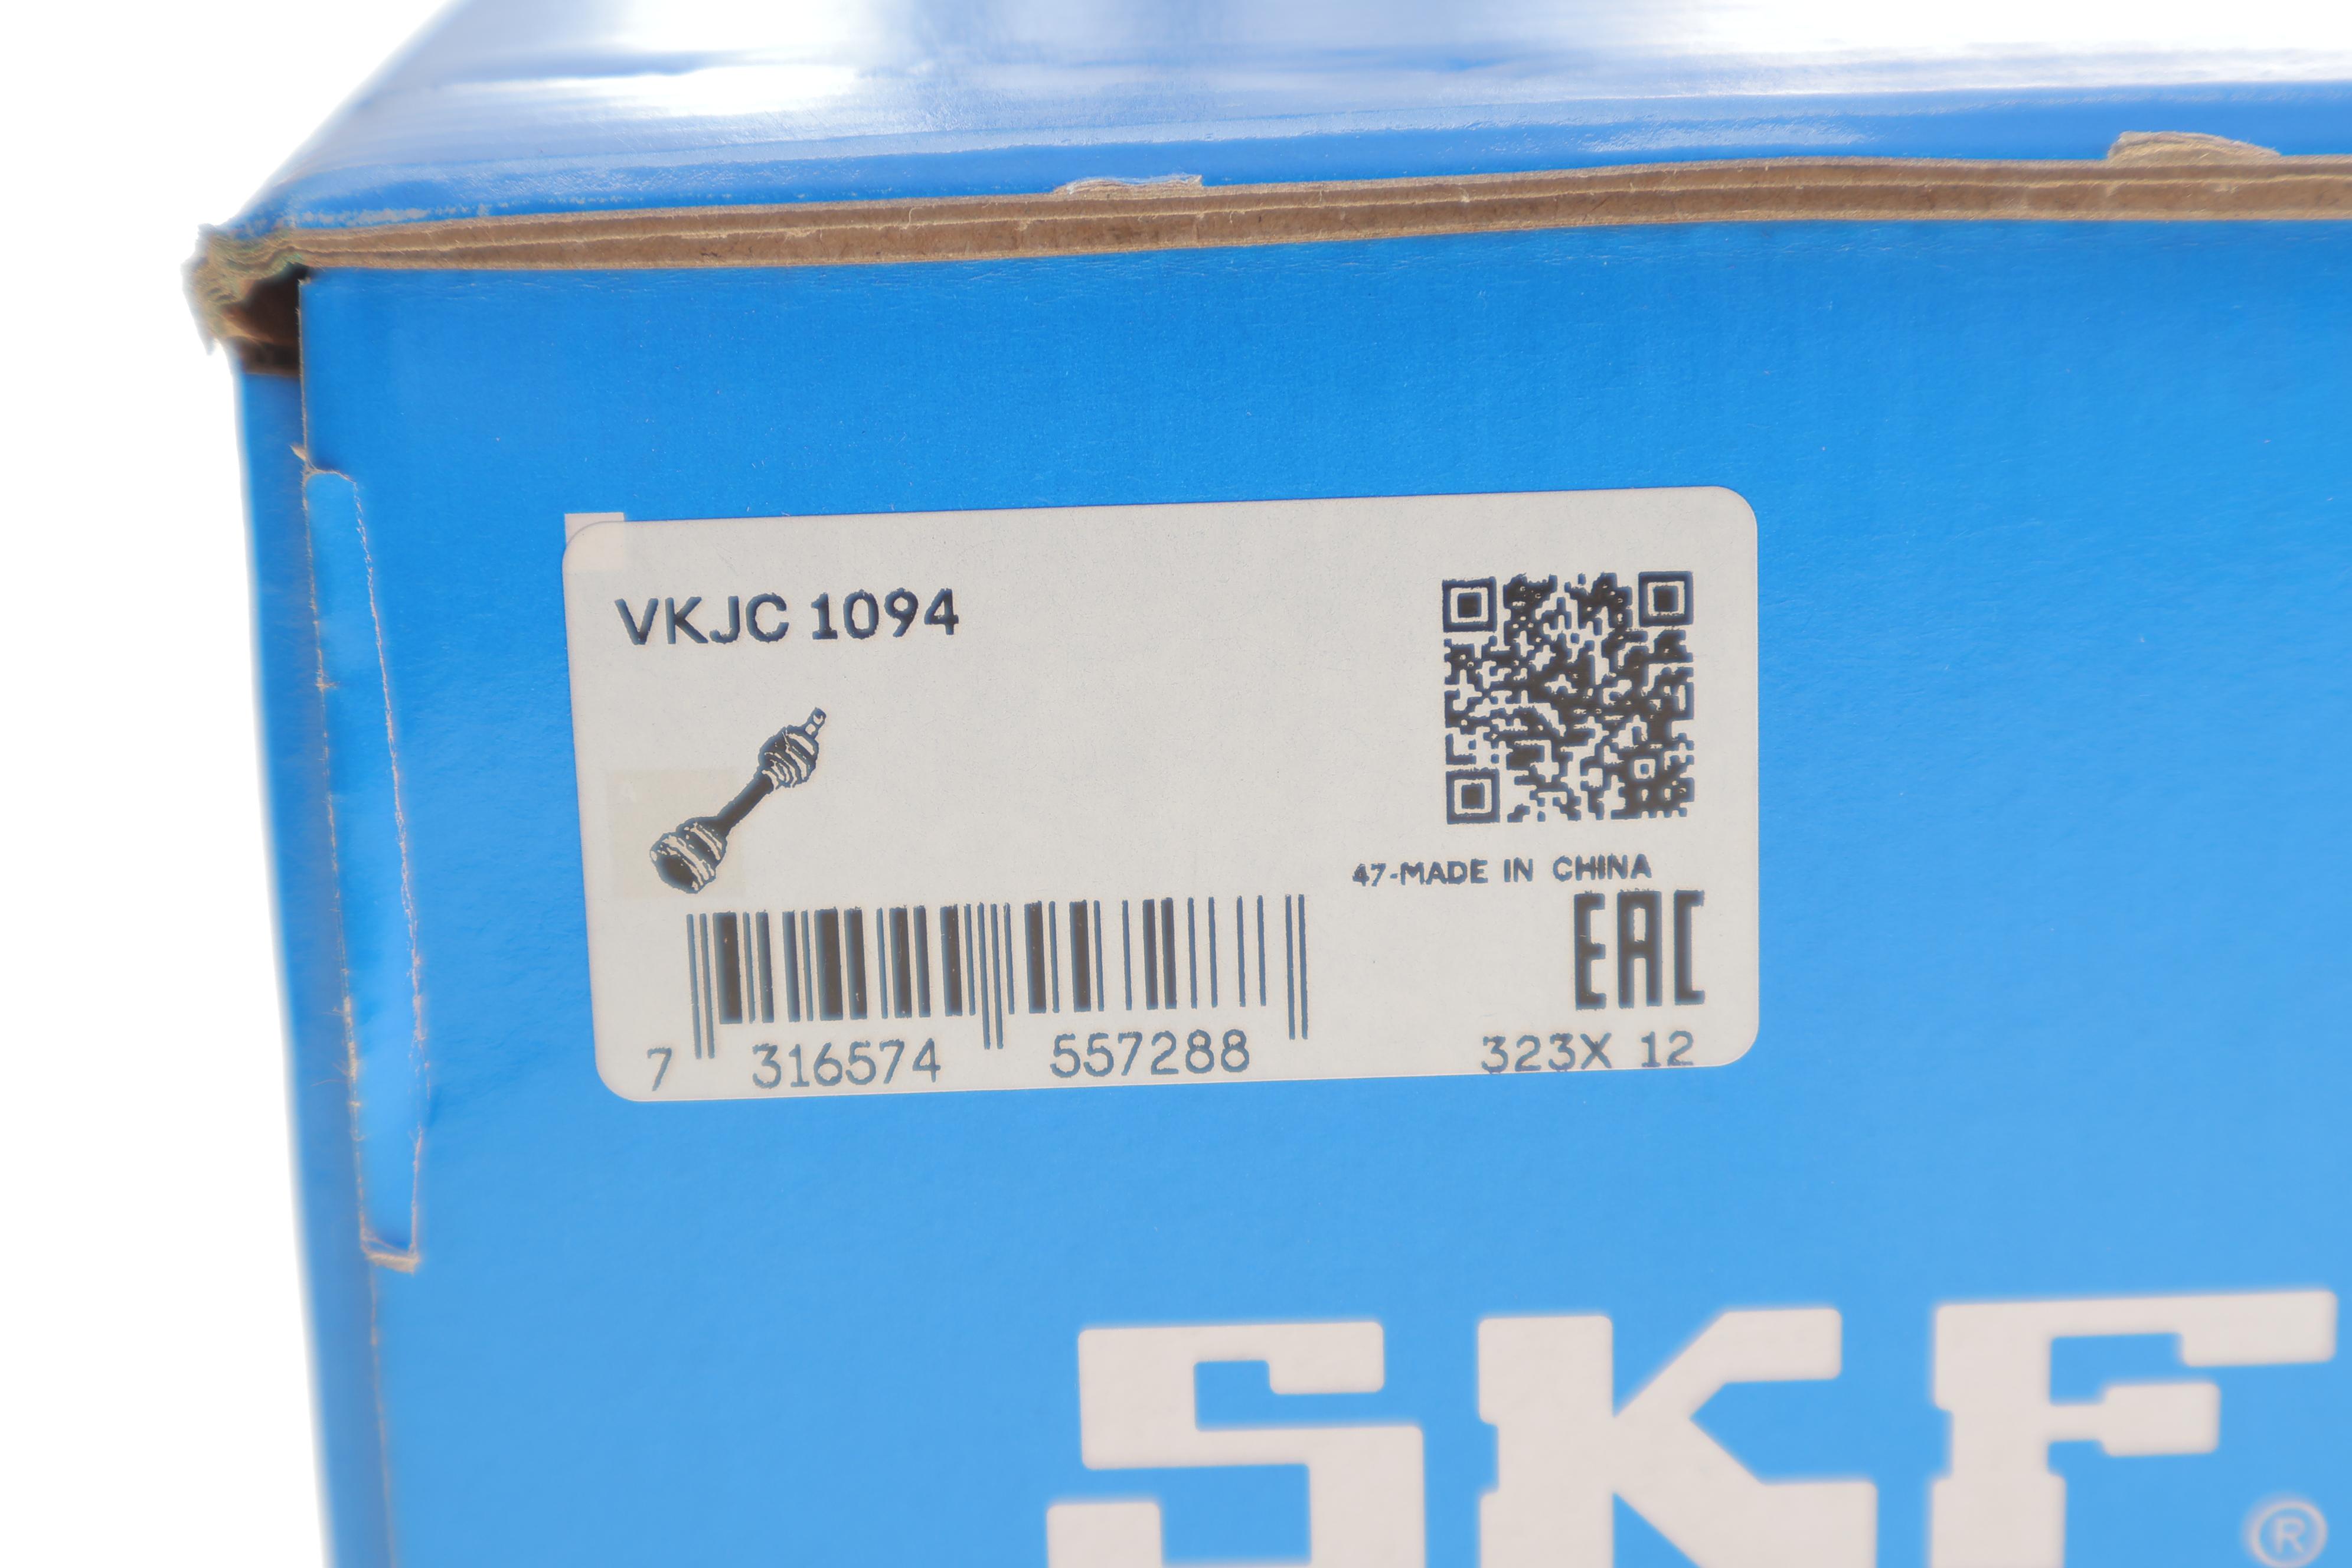 VKJC 1094
47-MADE IN CHINA
EAC
7 316574 557288
323X 12
SKF®